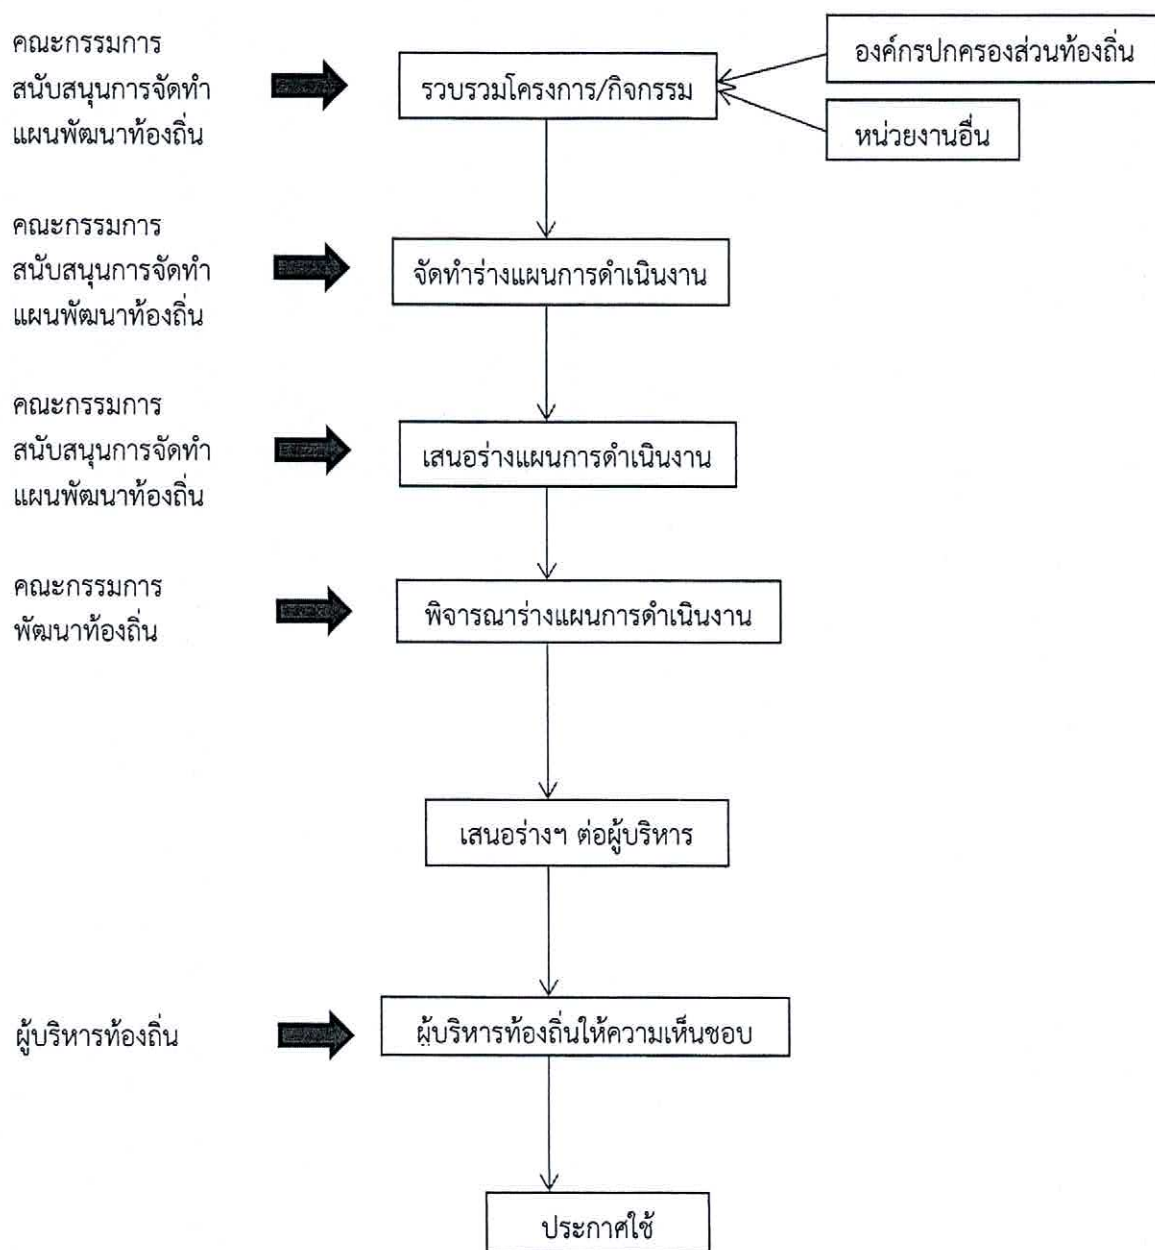 คณะกรรมการ
สนับสนุนการจัดทำ
แผนพัฒนาท้องถิ่น
รวบรวมโครงการ/กิจกรรม
องค์กรปกครองส่วนท้องถิ่น
หน่วยงานอื่น
คณะกรรมการ
สนับสนุนการจัดทำ
แผนพัฒนาท้องถิ่น
จัดทำร่างแผนการดำเนินงาน
คณะกรรมการ
สนับสนุนการจัดทำ
แผนพัฒนาท้องถิ่น
เสนอร่างแผนการดำเนินงาน
คณะกรรมการ
พัฒนาท้องถิ่น
พิจารณาร่างแผนการดำเนินงาน
เสนอร่างฯ ต่อผู้บริหาร
ผู้บริหารท้องถิ่น
ผู้บริหารท้องถิ่นให้ความเห็นชอบ
ประกาศใช้